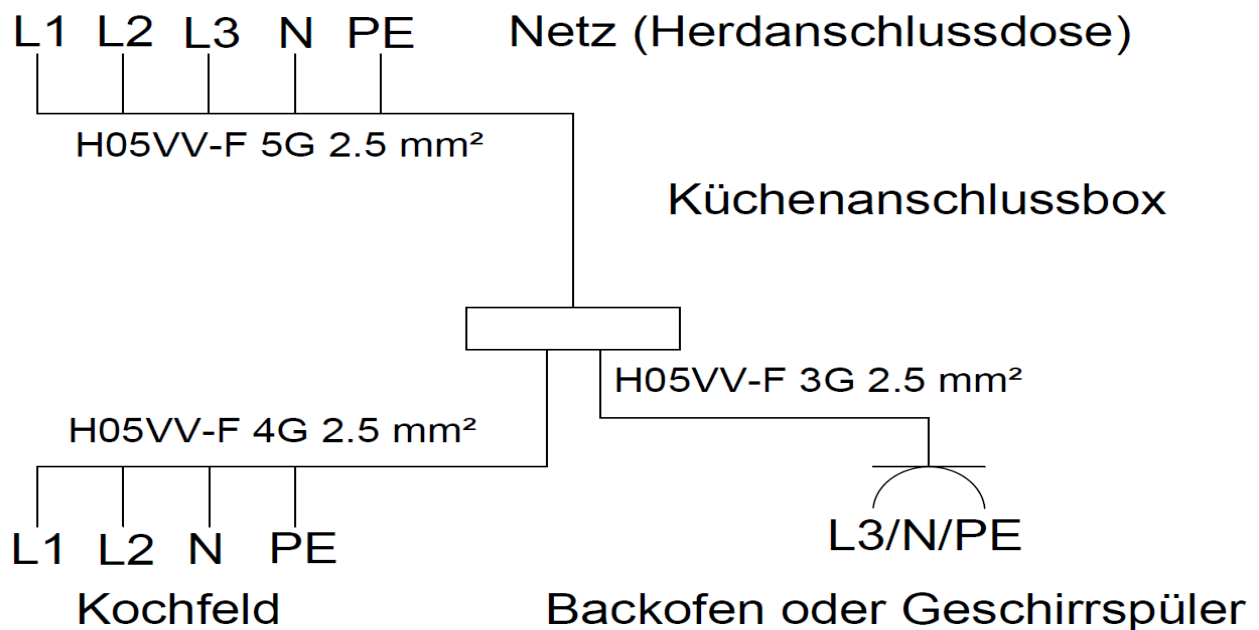 L1 L2 L3 N PE Netz (Herdanschlussdose)
H05VV-F 5G 2.5 mm²
Küchenanschlussbox
H05VV-F 3G 2.5 mm²
H05VV-F 4G 2.5 mm²
L1 L2 N PE
L3/N/PE
Kochfeld
Backofen oder Geschirrspüler